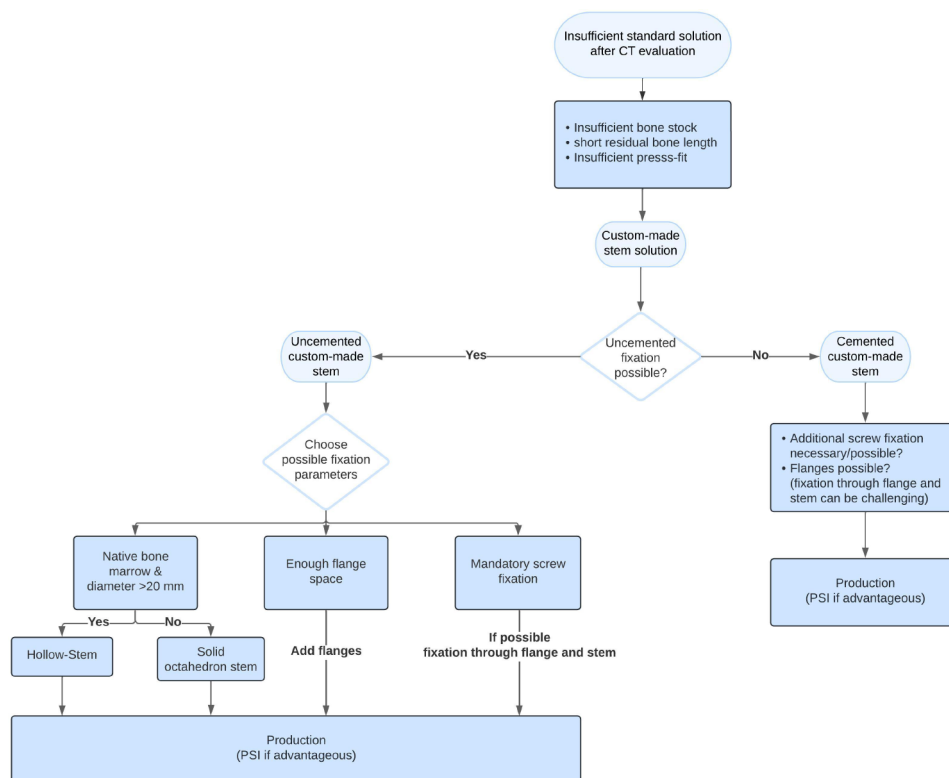 Insufficient standard solution
after CT evaluation
• Insufficient bone stock
• short residual bone length
• Insufficient presss-fit
Custom-made
stem solution
Uncemented
custom-made
stem
Yes
Uncemented
fixation
possible?
No
Cemented
custom-made
stem
Choose
possible fixation
parameters
• Additional screw fixation
necessary/possible?
• Flanges possible?
(fixation through flange and
stem can be challenging)
Native bone
marrow &
diameter >20 mm
Enough flange
space
Mandatory screw
fixation
Production
(PSI if advantageous)
Yes
No
Hollow-Stem
Solid
octahedron stem
Add flanges
If possible
fixation through flange and stem
Production
(PSI if advantageous)